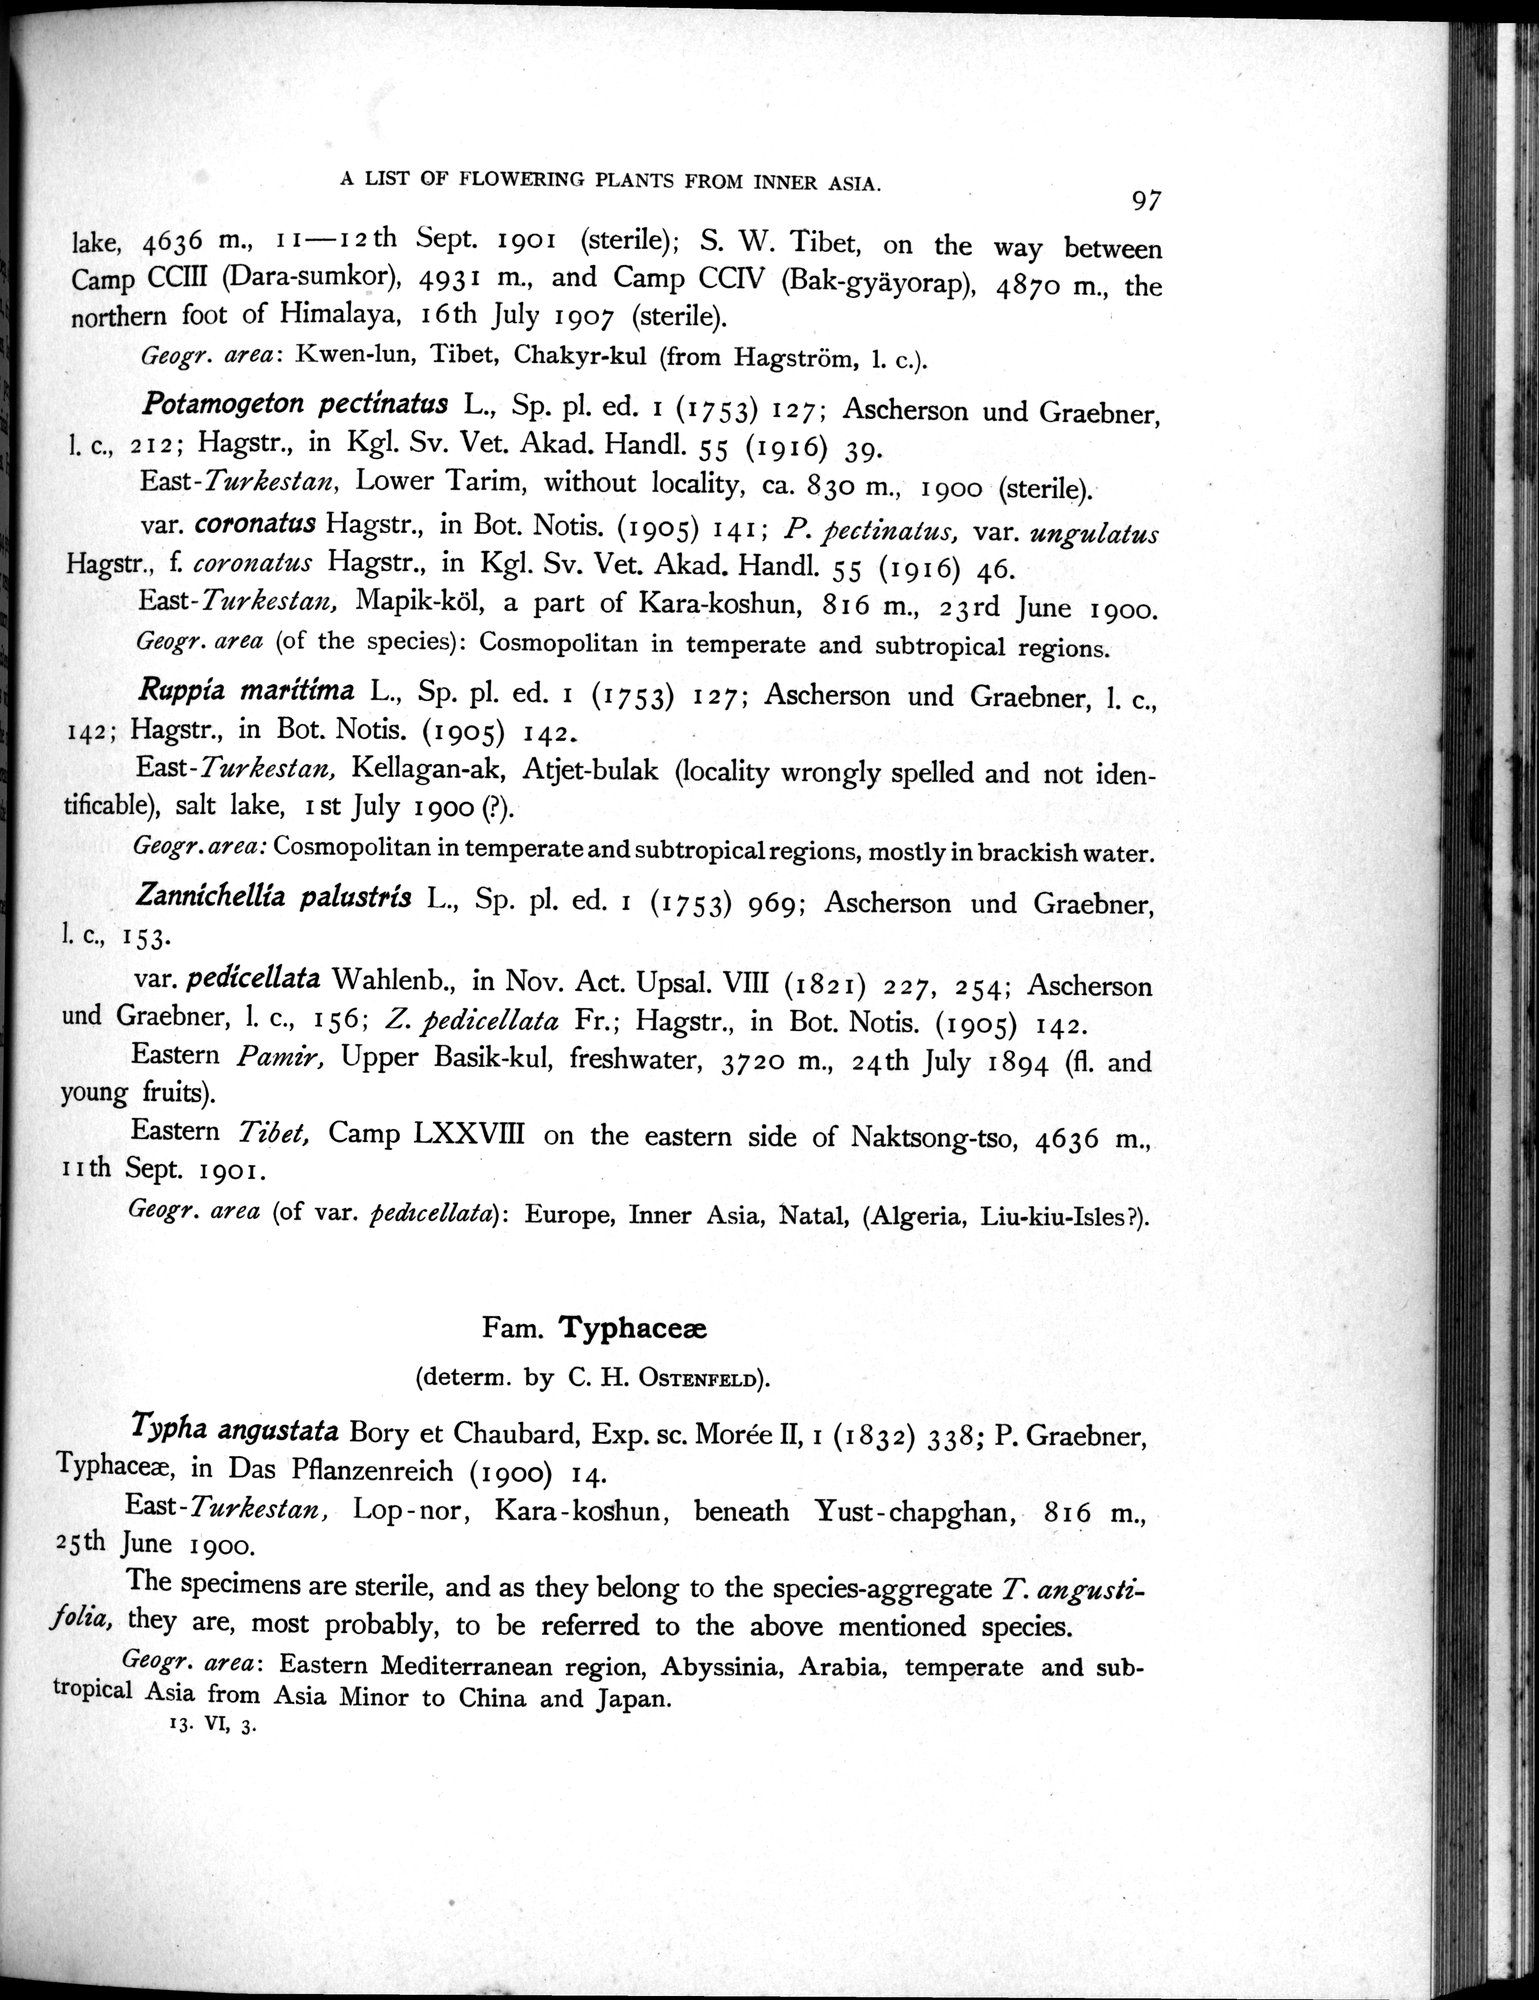 A LIST OF FLOWERING PLANTS FROM INNER ASIA.
97
lake, 4636 m., 11—12th Sept. 1901 (sterile); S. W. Tibet, on the way between
Camp CCIII (Dara-sumkor), 4931 m., and Camp CCIV (Bak-gyäyorap), 4870 m., the
northern foot of Himalaya, 16th July 1907 (sterile).
Geogr. area: Kwen-lun, Tibet, Chakyr-kul (from Hagström, l. c.).
Potamogeton pectinatus L., Sp. pl. ed. 1 (1753) 127; Ascherson und Graebner,
l. c., 212; Hagstr., in Kgl. Sv. Vet. Akad. Handl. 55 (1916) 39.
East-Turkestan, Lower Tarim, without locality, ca. 830 m., 1900 (sterile).
var. coronatus Hagstr., in Bot. Notis. (1905) 141; P. pectinatus, var. ungulatus
Hagstr., f. coronatus Hagstr., in Kgl. Sv. Vet. Akad. Handl. 55 (1916) 46.
East-Turkestan, Mapik-köl, a part of Kara-koshun, 816 m., 23rd June 1900.
Geogr. area (of the species): Cosmopolitan in temperate and subtropical regions.
Ruppia maritima L., Sp. pl. ed. 1 (1753) 127; Ascherson und Graebner, l. c.,
142; Hagstr., in Bot. Notis. (1905) 142.
East-Turkestan, Kellagan-ak, Atjet-bulak (locality wrongly spelled and not iden-
tificable), salt lake, 1st July 1900 (?).
Geogr. area: Cosmopolitan in temperate and subtropical regions, mostly in brackish water.
Zannichellia palustris L., Sp. pl. ed. 1 (1753) 969; Ascherson und Graebner,
l. c., 153.
var. pedicellata Wahlenb., in Nov. Act. Upsal. VIII (1821) 227, 254; Ascherson
und Graebner, l. c., 156; Z. pedicellata Fr.; Hagstr., in Bot. Notis. (1905) 142.
Eastern Pamir, Upper Basik-kul, freshwater, 3720 m., 24th July 1894 (fl. and
young fruits).
Eastern Tibet, Camp LXXVIII on the eastern side of Naktsong-tso, 4636 m.,
11th Sept. 1901.
Geogr. area (of var. pedicellata): Europe, Inner Asia, Natal, (Algeria, Liu-kiu-Isles?).
Fam. Typhaceæ
(determ. by C. H. OSTENFELD).
Typha angustata Bory et Chaubard, Exp. sc. Morée II, 1 (1832) 338; P. Graebner,
Typhaceæ, in Das Pflanzenreich (1900) 14.
East-Turkestan, Lop-nor, Kara-koshun, beneath Yust-chapghan, 816 m.,
25th June 1900.
The specimens are sterile, and as they belong to the species-aggregate T. angusti-
folia, they are, most probably, to be referred to the above mentioned species.
Geogr. area: Eastern Mediterranean region, Abyssinia, Arabia, temperate and sub-
tropical Asia from Asia Minor to China and Japan.
13. VI, 3.